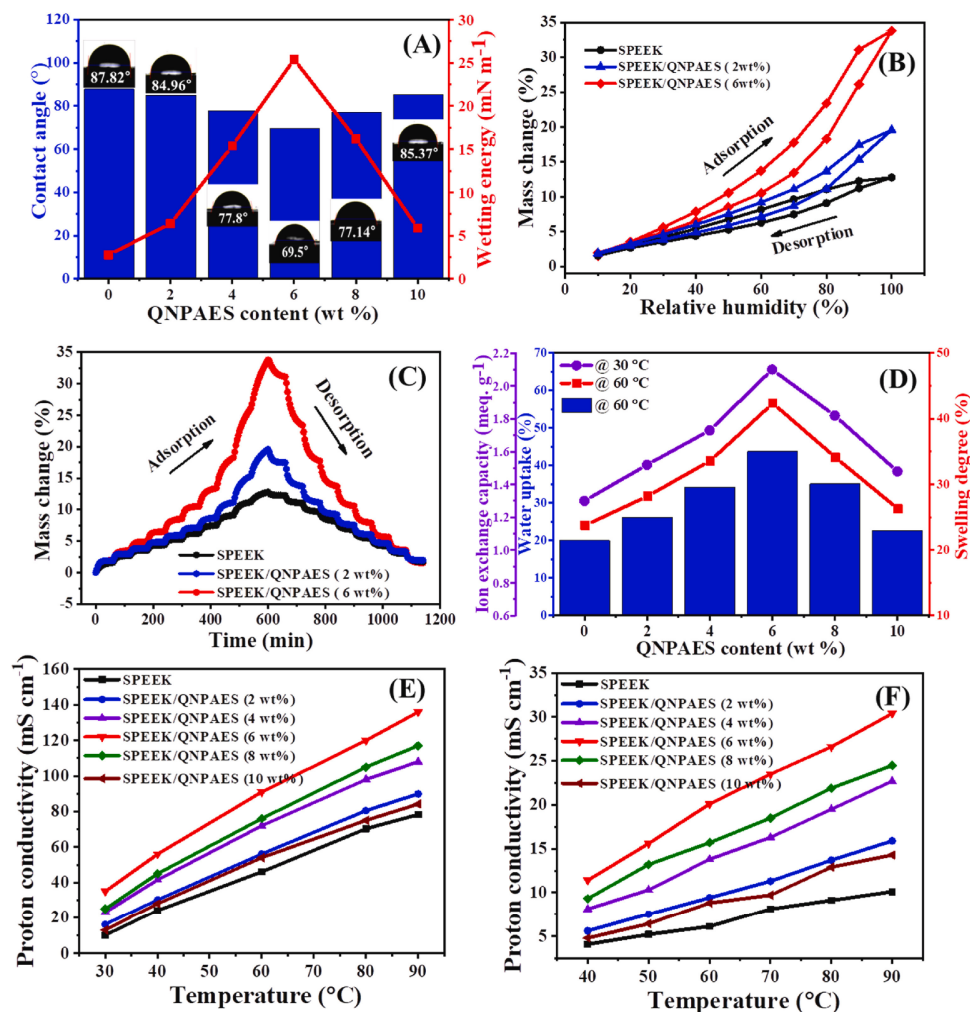 (A)
Contact angle (°)
120
100
80
60
40
20
0
87.82°
84.96°
77.8°
69.5°
77.14°
85.37°
30
25
20
15
10
5
0
Wetting energy (mN m-1)
0 2 4 6 8 10
QNPAES content (wt %)
(B)
Mass change (%)
35
30
25
20
15
10
5
0
SPEEK
SPEEK/QNPAES ( 2wt%)
SPEEK/QNPAES ( 6wt%)
Adsorption
Desorption
0 20 40 60 80 100
Relative humidity (%)
(C)
Mass change (%)
35
30
25
20
15
10
5
0
-5
Adsorption
Desorption
SPEEK
SPEEK/QNPAES ( 2 wt%)
SPEEK/QNPAES ( 6 wt%)
0 200 400 600 800 1000 1200
Time (min)
(D)
Ion exchange capacity (meq. g-1)
2.2
2.0
1.8
1.6
1.4
1.2
1.0
0.8
0.6
Water uptake (%)
70
60
50
40
30
20
10
0
@ 30 °C
@ 60 °C
@ 60 °C
50
40
30
20
10
Swelling degree (%)
0 2 4 6 8 10
QNPAES content (wt %)
(E)
Proton conductivity (mS cm-1)
160
140
120
100
80
60
40
20
0
SPEEK
SPEEK/QNPAES (2 wt%)
SPEEK/QNPAES (4 wt%)
SPEEK/QNPAES (6 wt%)
SPEEK/QNPAES (8 wt%)
SPEEK/QNPAES (10 wt%)
30 40 50 60 70 80 90
Temperature (°C)
(F)
Proton conductivity (mS cm-1)
35
30
25
20
15
10
5
SPEEK
SPEEK/QNPAES (2 wt%)
SPEEK/QNPAES (4 wt%)
SPEEK/QNPAES (6 wt%)
SPEEK/QNPAES (8 wt%)
SPEEK/QNPAES (10 wt%)
40 50 60 70 80 90
Temperature (°C)